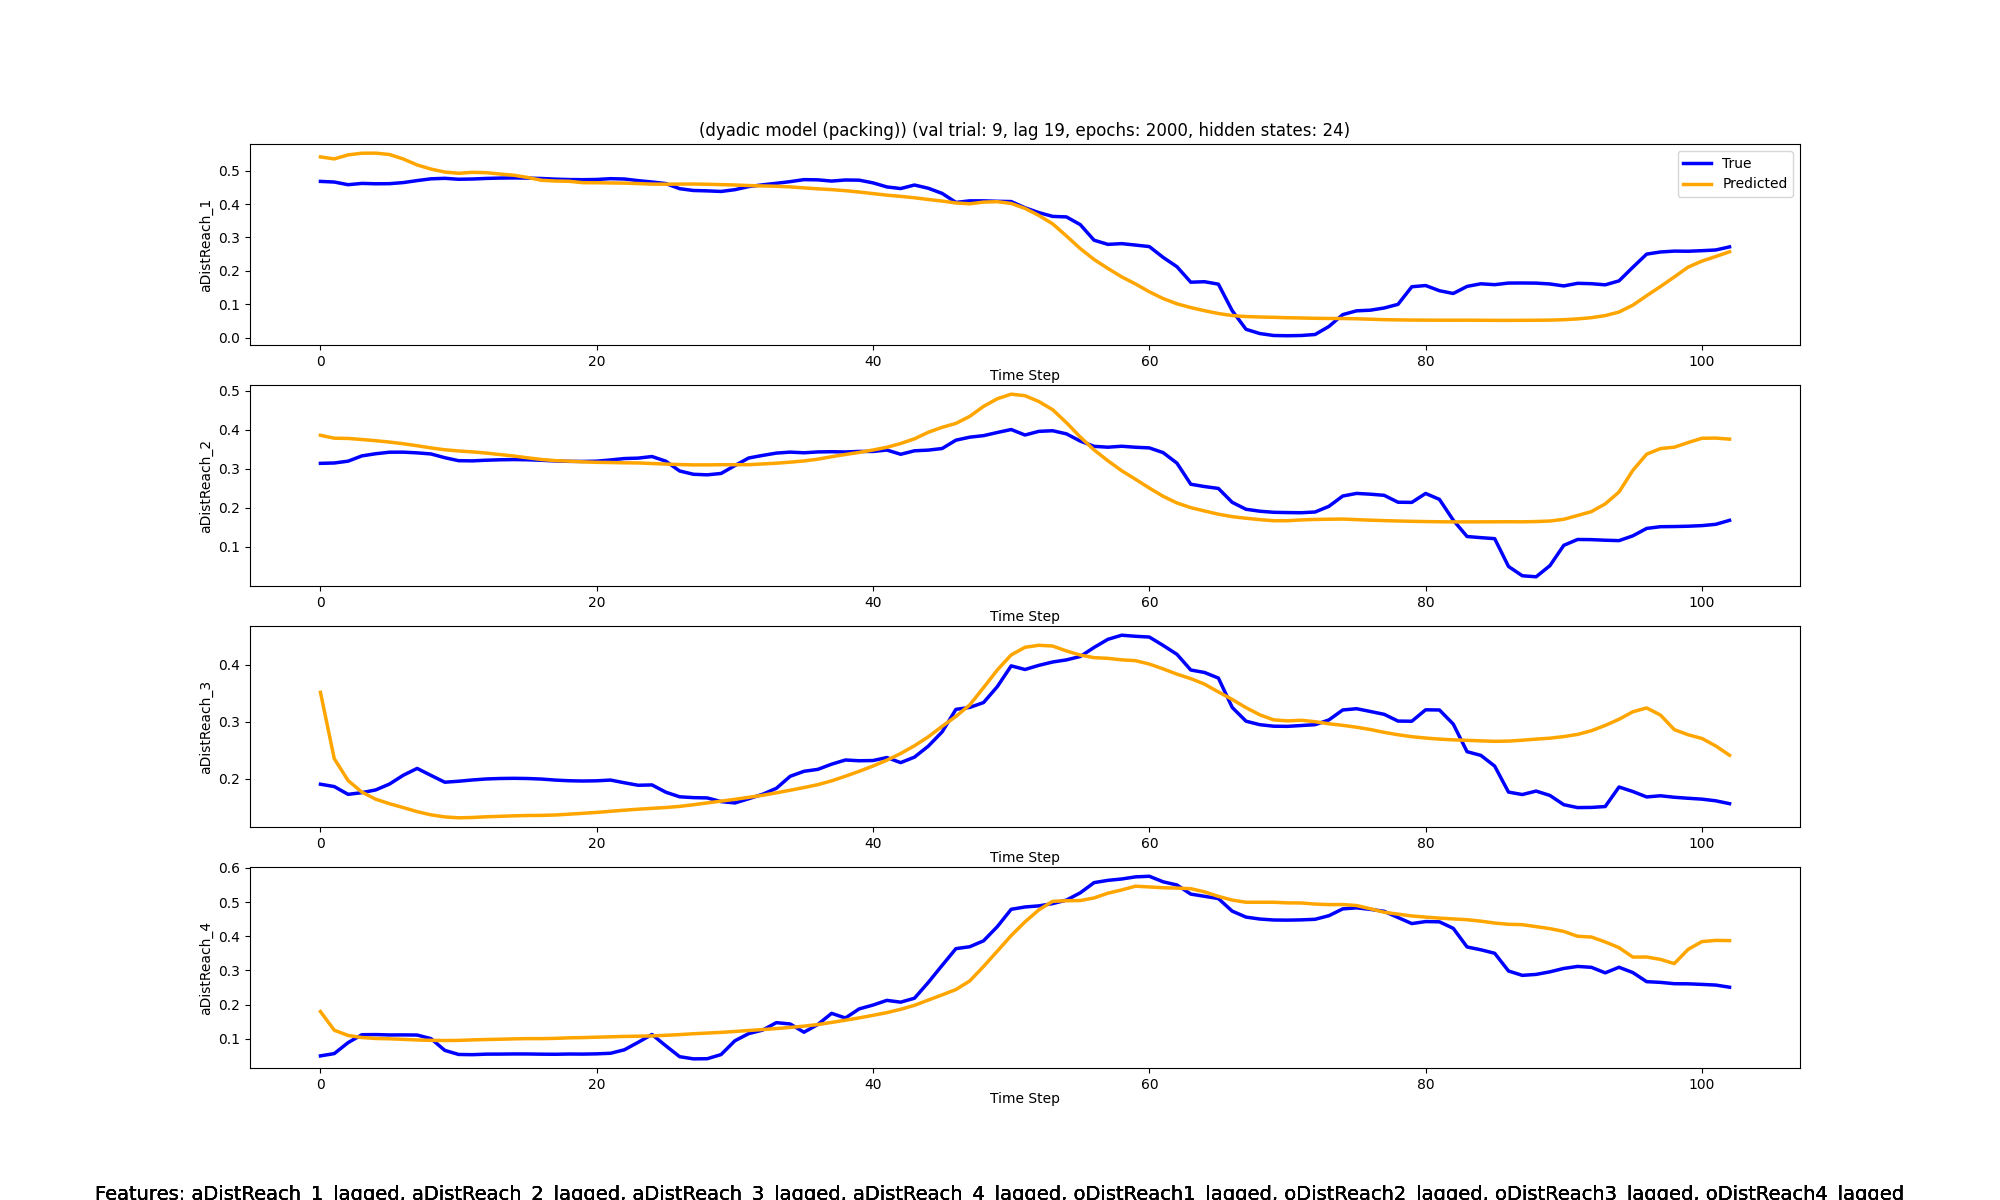 (dyadic model (packing)) (val trial: 9, lag 19, epochs: 2000, hidden states: 24)
True
Predicted
aDistReach_1
0.5
0.4
0.3
0.2
0.1
0.0
0 20 40 60 80 100
Time Step
aDistReach_2
0.5
0.4
0.3
0.2
0.1
0 20 40 60 80 100
Time Step
aDistReach_3
0.4
0.3
0.2
0 20 40 60 80 100
Time Step
aDistReach_4
0.6
0.5
0.4
0.3
0.2
0.1
0 20 40 60 80 100
Time Step
Features: aDistReach_1_lagged, aDistReach_2_lagged, aDistReach_3_lagged, aDistReach_4_lagged, oDistReach1_lagged, oDistReach2_lagged, oDistReach3_lagged, oDistReach4_lagged